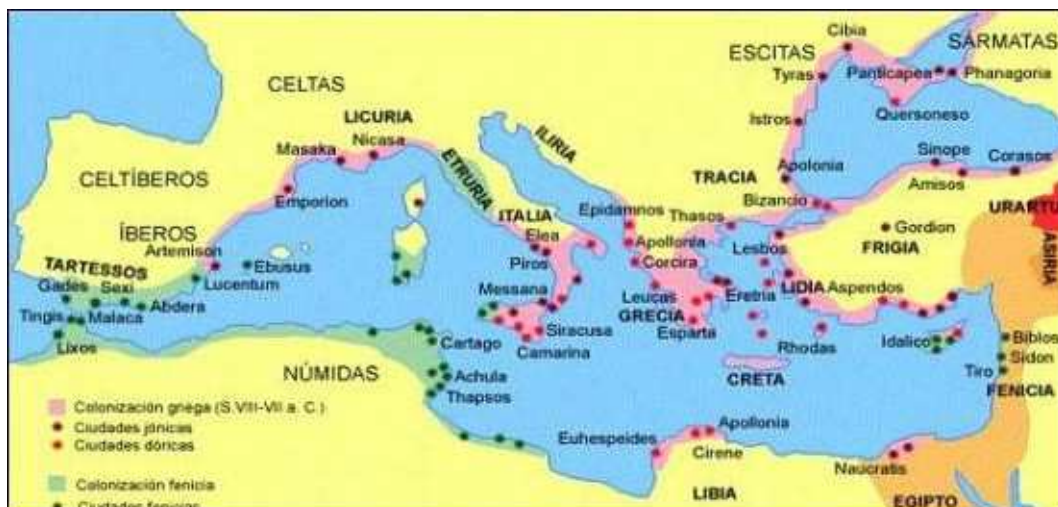 Cibia
ESCITAS
SÁRMATAS
Tyras
Panticapea
Phanagoria
CELTAS
Quersoneso
LICURIA
Istros
Nicasa
ILIRIA
Masaka
ETRURIA
Sinope
Corasos
Apolonia
CELTÍBEROS
TRACIA
Amisos
Emporion
Bizancio
ITALIA
Epidamnos
Thasos
URARTU
ÍBEROS
Elea
Gordion
Artemison
Apollonia
Lesbos
FRIGIA
ASIRIA
TARTESSOS
Ebusus
Piros
Corcira
Gades
Sexi
Lucentum
Messana
Leucas
Eretria
LIDIA
Aspendos
Abdera
GRECIA
Tingis
Malaca
Siracusa
Esparta
Biblos
Cartago
Idalico
Lixos
Camarina
Rhodas
Sidon
NÚMIDAS
Achula
CRETA
Tiro
FENICIA
Thapsos
Colonización griega (S.VIII-VII a. C.)
Ciudades jónicas
Euhespeides
Apollonia
Ciudades dóricas
Cirene
Naucratis
Colonización fenicia
LIBIA
EGIPTO
Ciudades fenicias